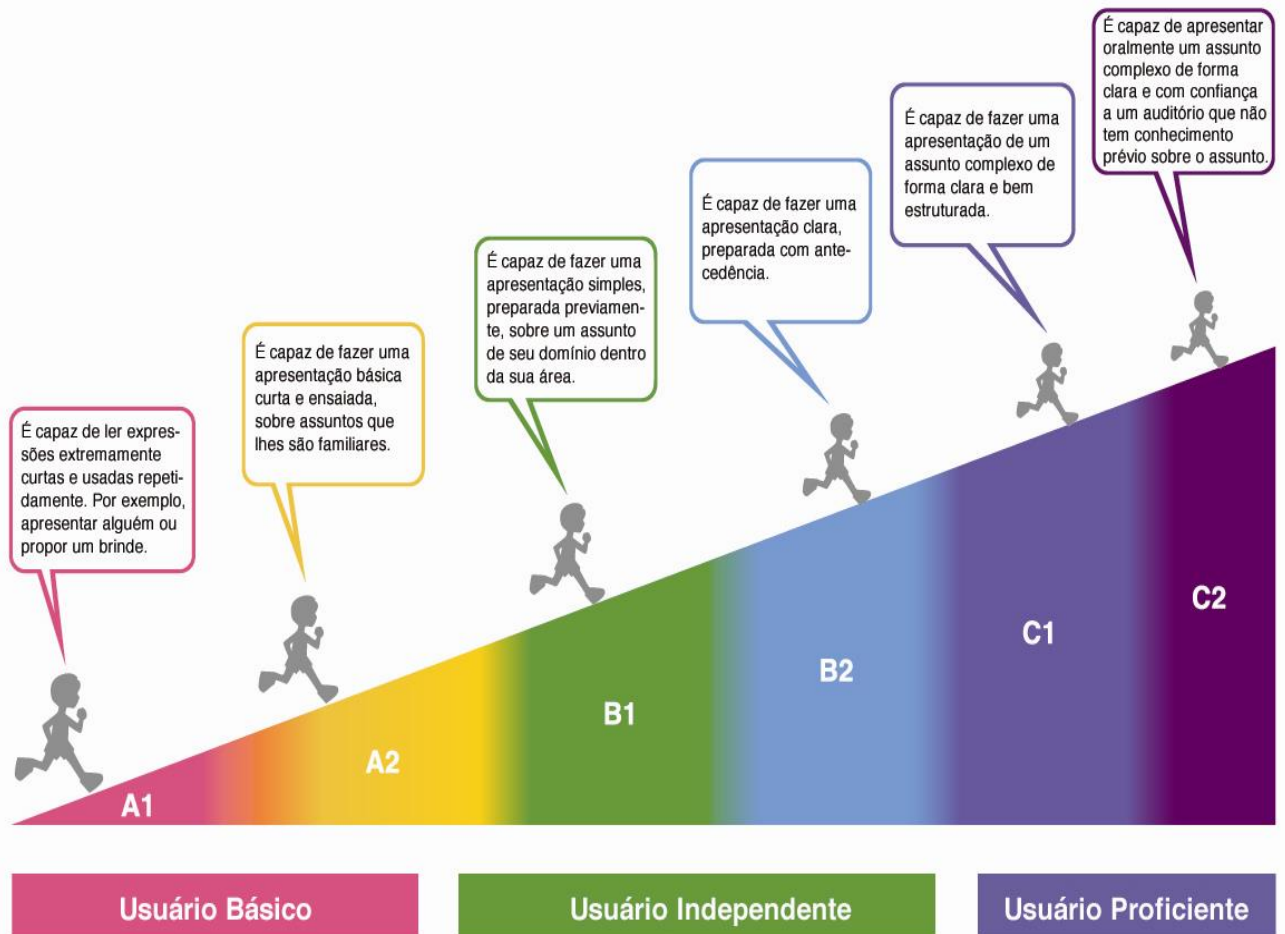 É capaz de ler expres-
sões extremamente
curtas e usadas repeti-
damente. Por exemplo,
apresentar alguém ou
propor um brinde.
É capaz de fazer uma
apresentação básica
curta e ensaiada,
sobre assuntos que
lhes são familiares.
É capaz de fazer uma
apresentação simples,
preparada previamen-
te, sobre um assunto
de seu domínio dentro
da sua área.
É capaz de fazer uma
apresentação clara,
preparada com ante-
cedência.
É capaz de fazer uma
apresentação de um
assunto complexo de
forma clara e bem
estruturada.
É capaz de apresentar
oralmente um assunto
complexo de forma
clara e com confiança
a um auditório que não
tem conhecimento
prévio sobre o assunto.
A1
A2
B1
B2
C1
C2
Usuário Básico
Usuário Independente
Usuário Proficiente